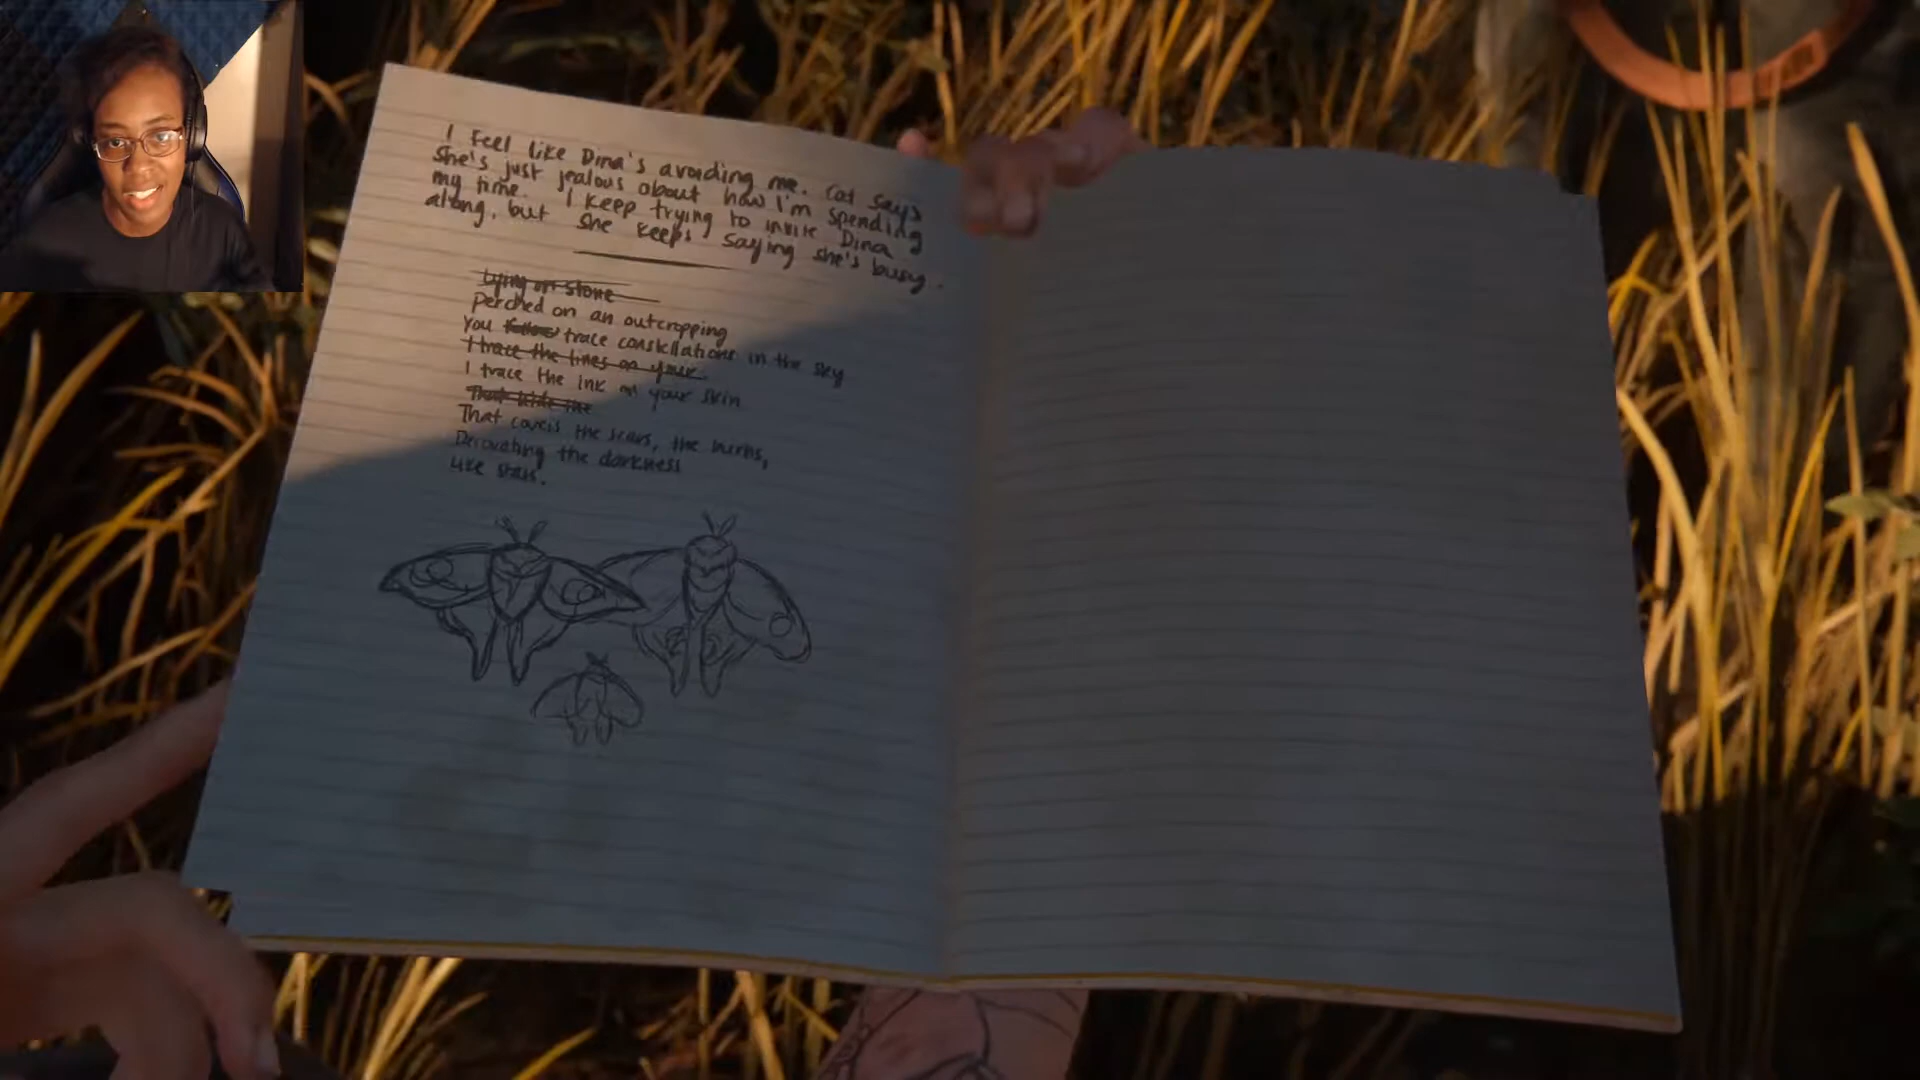 I feel like Dina's avoiding me. Cat says
She's just jealous about how I'm spending
my time. I keep trying to invite Dina
along, but she keeps saying she's busy.
Lying on stone
perched on an outcropping
You follow trace constellations in the sky
I trace the lines on your
I trace the ink on your skin
That hide the
That covers the scars, the burns,
Decorating the darkness
Like stars.